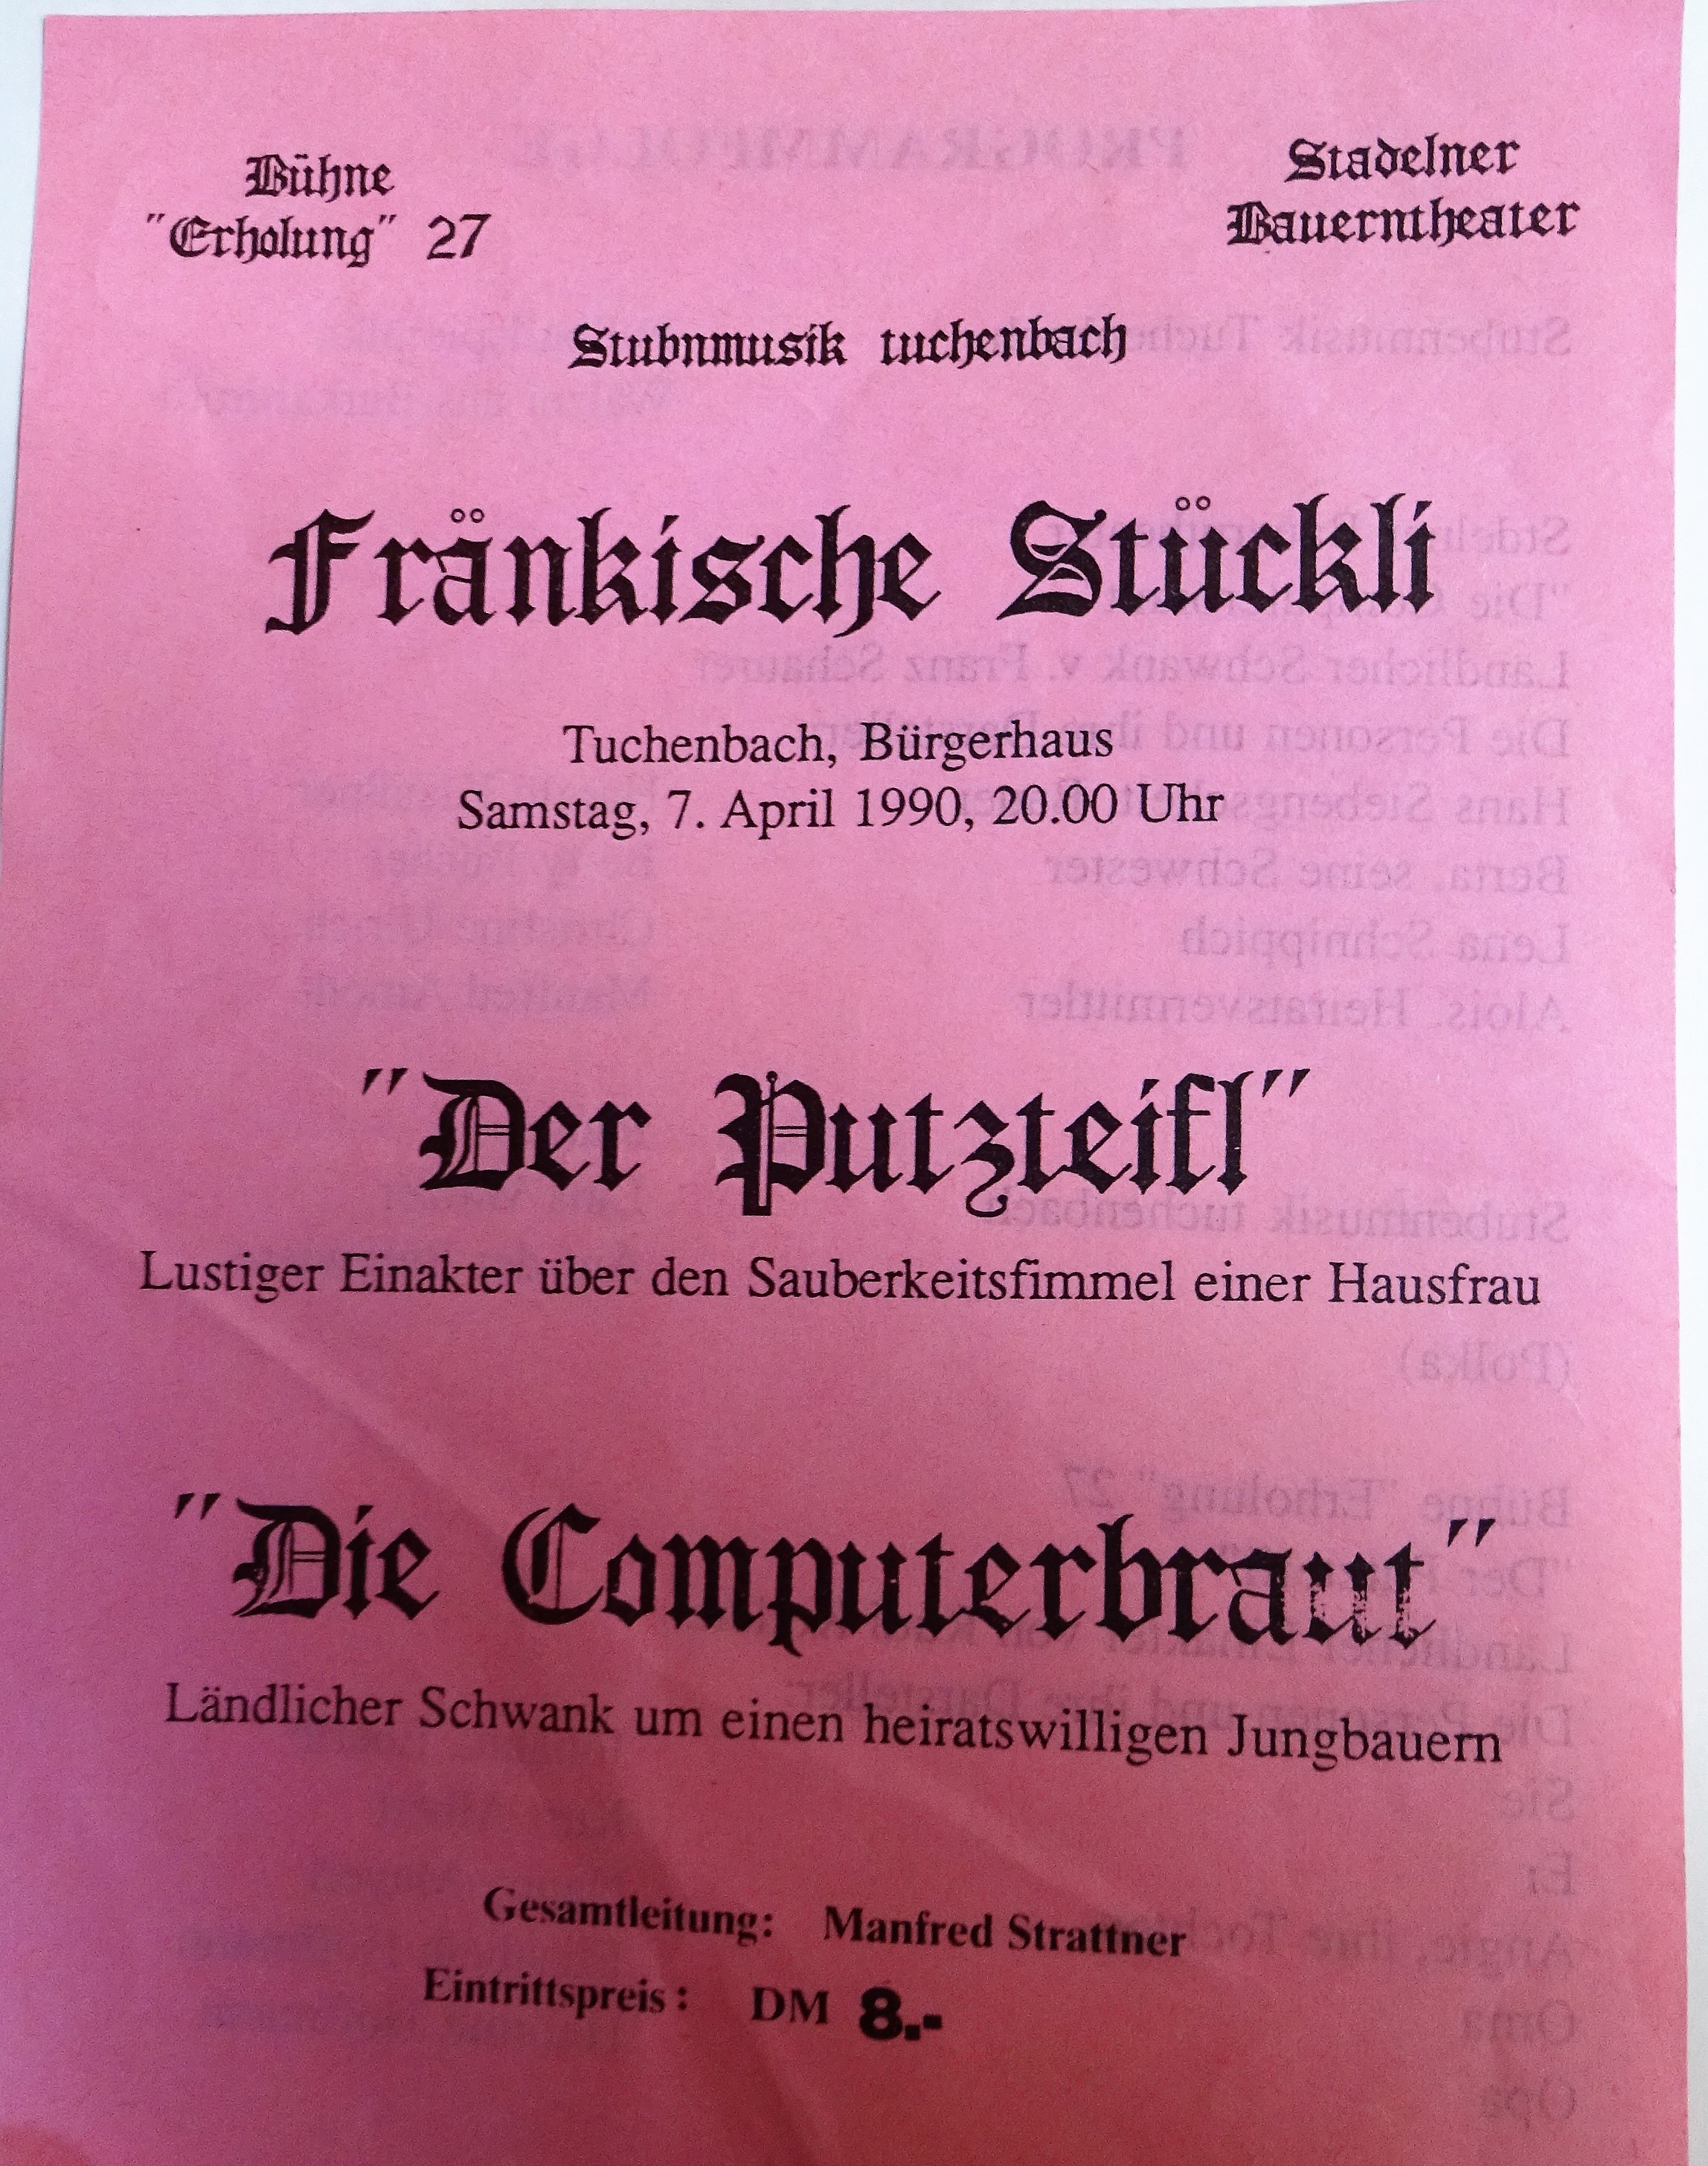 Bühne
"Erholung" 27
Stadelner
Bauerntheater
Stubnmusik tuchenbach
Fränkische Stückli
Tuchenbach, Bürgerhaus
Samstag, 7. April 1990, 20.00 Uhr
"Der Putzteifl"
Lustiger Einakter über den Sauberkeitsfimmel einer Hausfrau
"Die Computerbraut"
Ländlicher Schwank um einen heiratswilligen Jungbauern
Gesamtleitung: Manfred Strattner
Eintrittspreis: DM 8.-